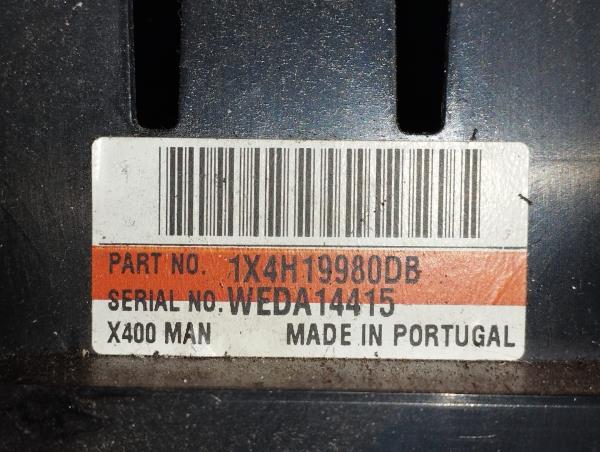 PART NO. 1X4H19980DB
SERIAL NO. WEDA14415
X400 MAN MADE IN PORTUGAL